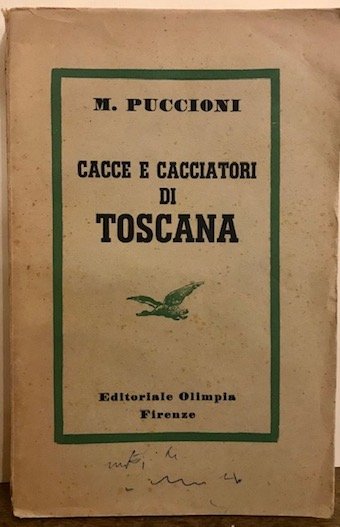 M. PUCCIONI
CACCE E CACCIATORI
DI
TOSCANA
Editoriale Olimpia
Firenze